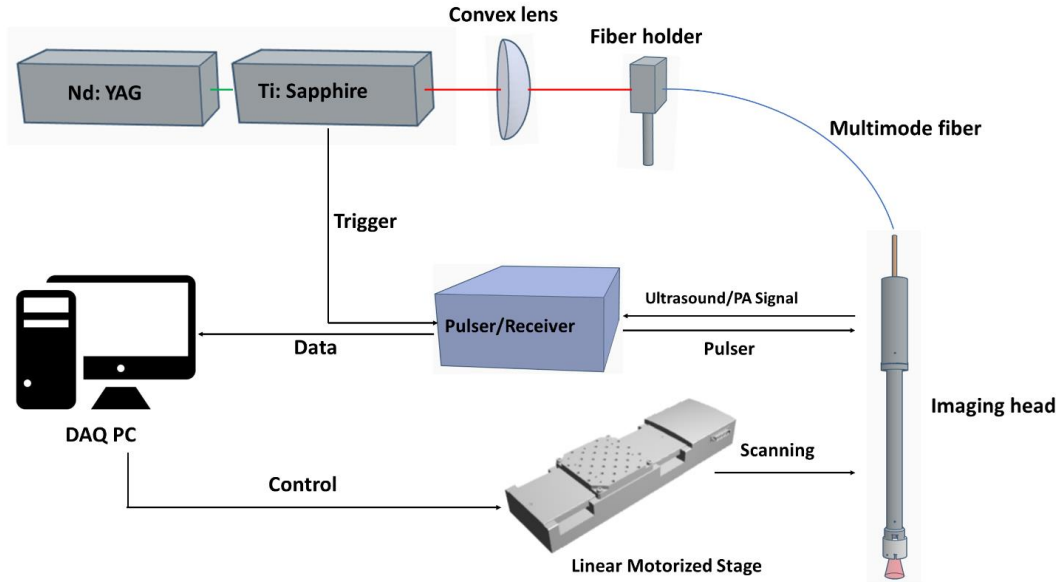 Convex lens
Fiber holder
Nd: YAG
Ti: Sapphire
Multimode fiber
Trigger
Ultrasound/PA Signal
Pulser/Receiver
Data
Pulser
Imaging head
DAQ PC
Scanning
Control
Linear Motorized Stage